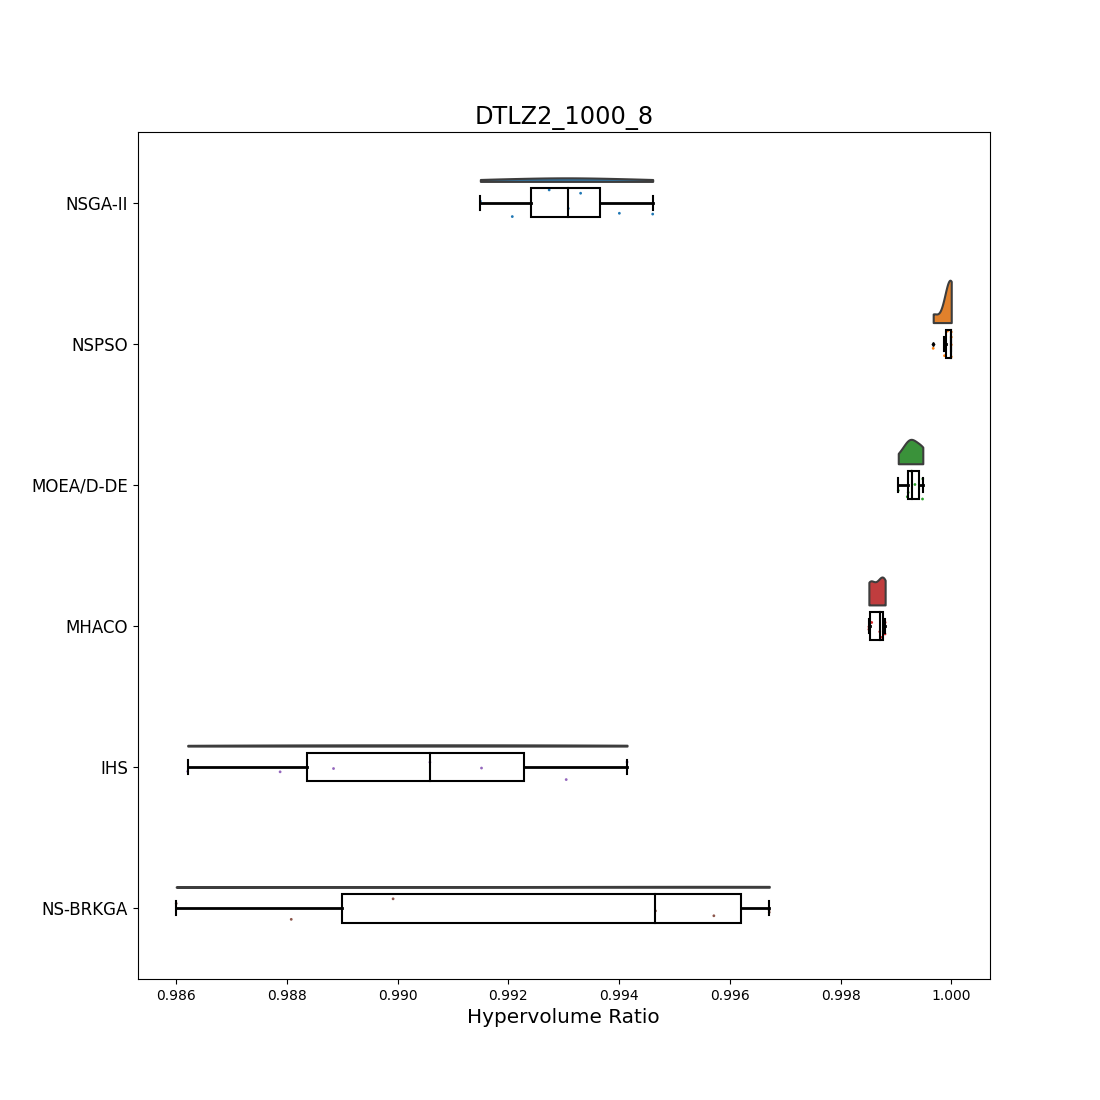 DTLZ2_1000_8
NSGA-II
NSPSO
MOEA/D-DE
MHACO
IHS
NS-BRKGA
0.986 0.988 0.990 0.992 0.994 0.996 0.998 1.000
Hypervolume Ratio